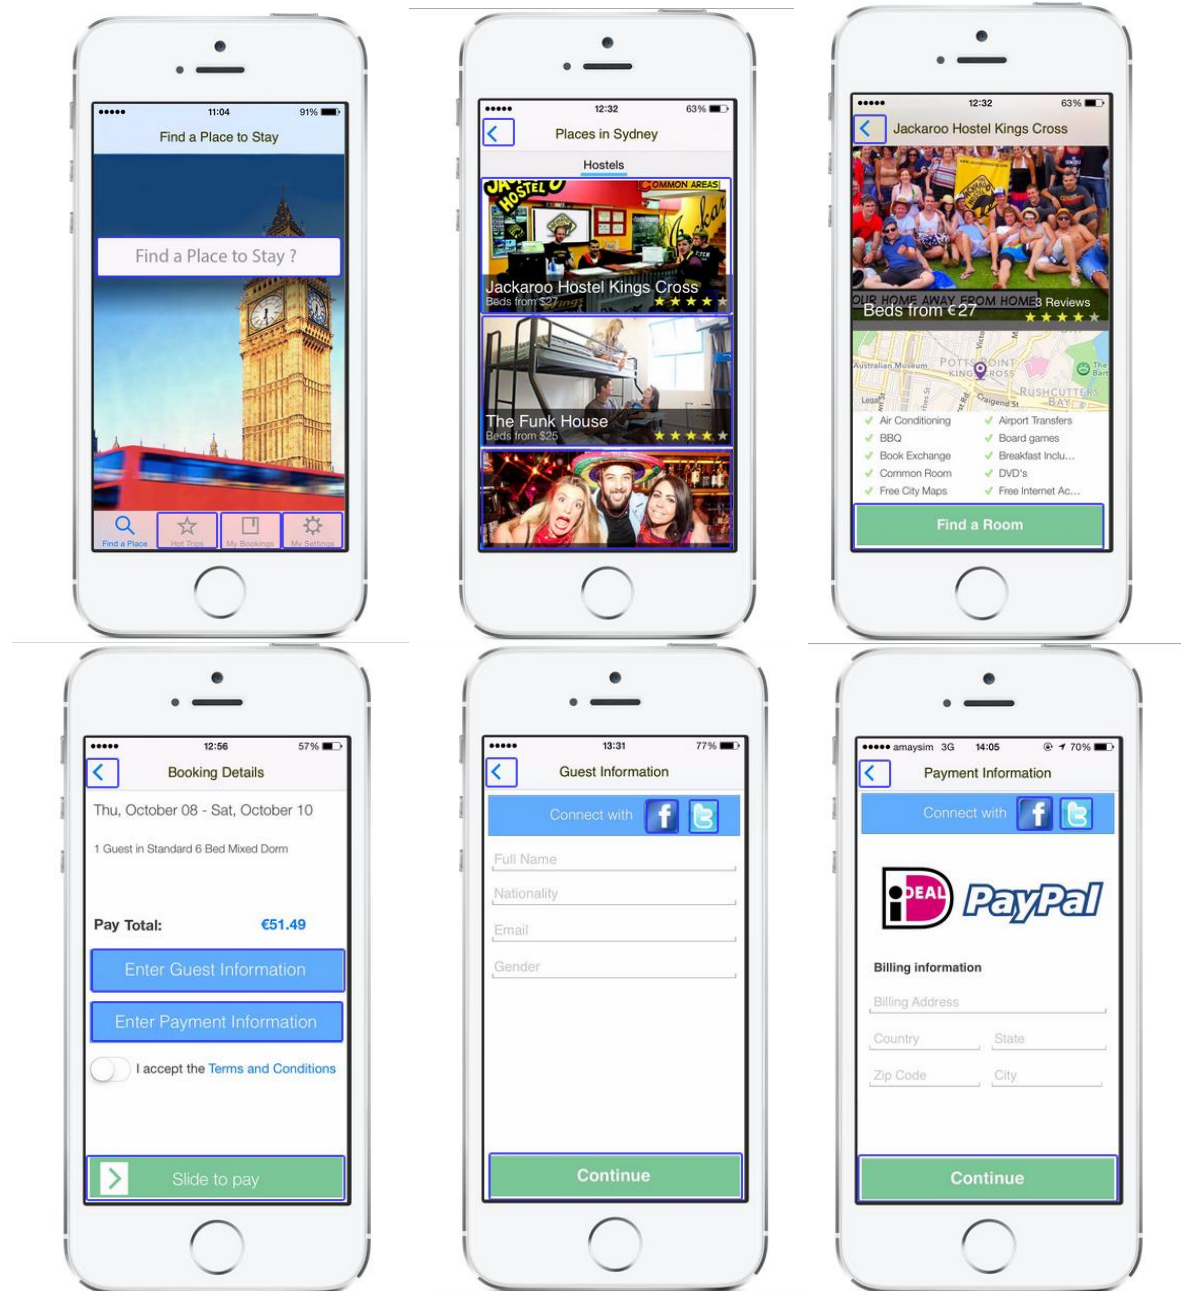 11:04 91%
Find a Place to Stay
Find a Place to Stay ?
Find a Place
Hot Trips
My Bookings
My Settings
12:32 63%
Places in Sydney
Hostels
HOSTEL
COMMON AREAS
Jackaroo Hostel Kings Cross
Beds from $27
The Funk House
Beds from $25
12:32 63%
Jackaroo Hostel Kings Cross
OUR HOME AWAY FROM HOME
3 Reviews
Beds from €27
Australian Museum
POTTS POINT
KINGS CROSS
RUSHCUTTERS
BAY
Craigend St
Legal
The
Air Conditioning
Airport Transfers
BBQ
Board games
Book Exchange
Breakfast Inclu...
Common Room
DVD's
Free City Maps
Free Internet Ac...
Find a Room
12:56 57%
Booking Details
Thu, October 08 - Sat, October 10
1 Guest in Standard 6 Bed Mixed Dorm
Pay Total: €51.49
Enter Guest Information
Enter Payment Information
I accept the Terms and Conditions
Slide to pay
13:31 77%
Guest Information
Connect with f t
Full Name
Nationality
Email
Gender
Continue
amaysim 3G 14:05 70%
Payment Information
Connect with f t
iDEAL PayPal
Billing information
Billing Address
Country State
Zip Code City
Continue